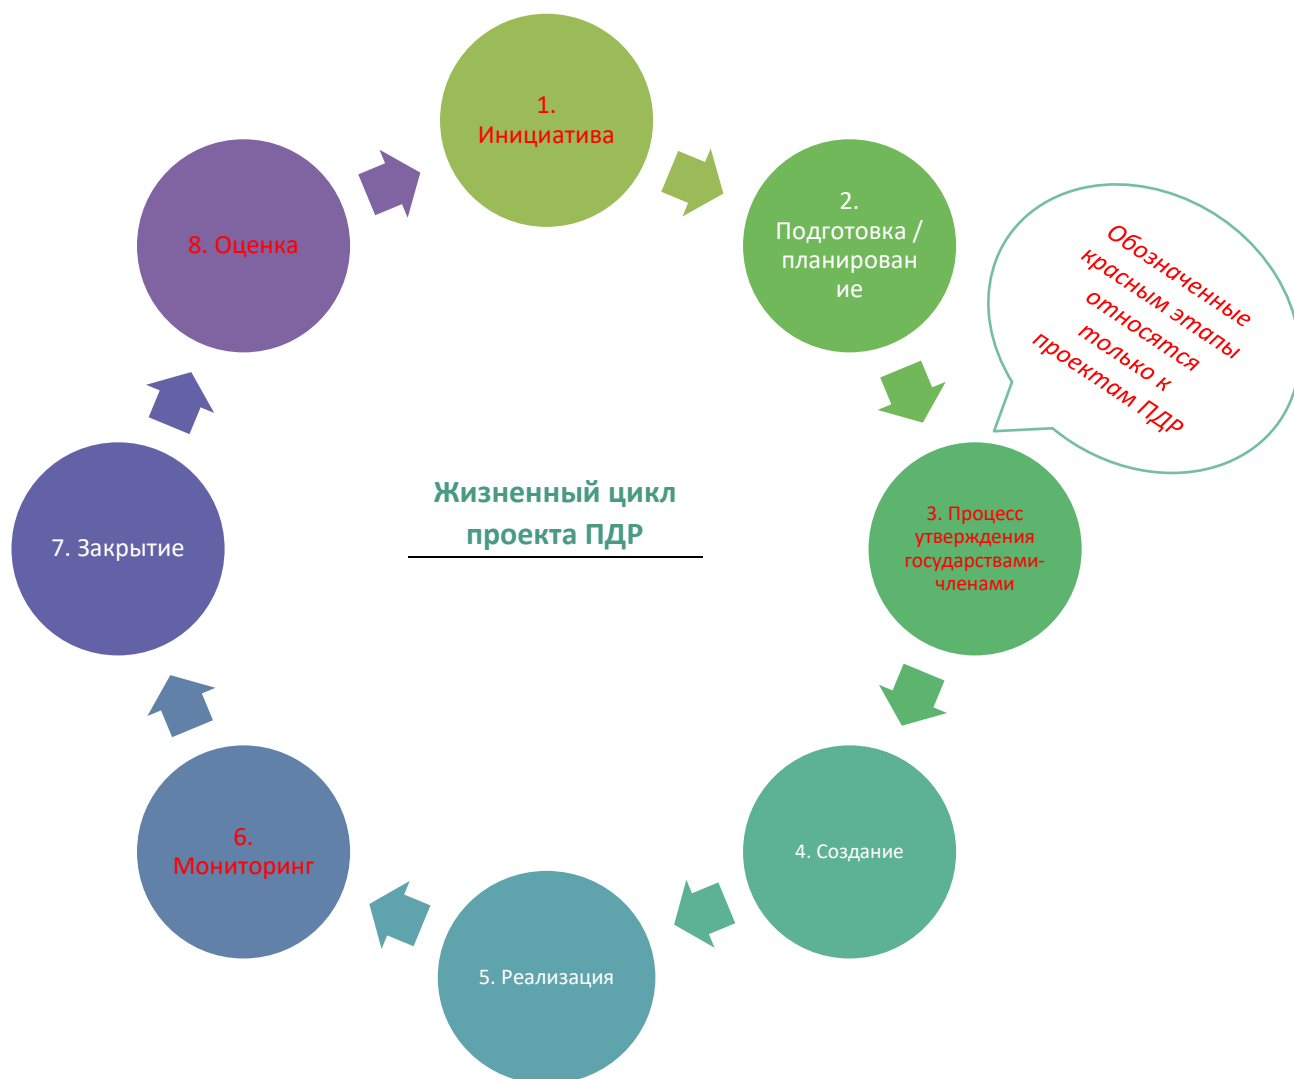 1.
Инициатива
2.
Подготовка /
планирован
ие
Обозначенные
красным этапы
относятся
только к
проектам ПДР
3. Процесс
утверждения
государствами-
членами
4. Создание
5. Реализация
6.
Мониторинг
7. Закрытие
8. Оценка
Жизненный цикл
проекта ПДР